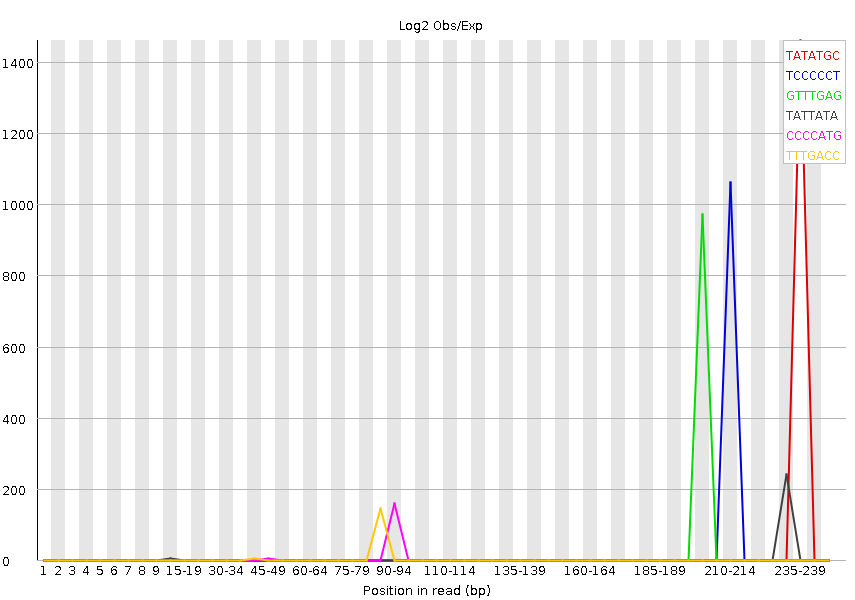 Log2 Obs/Exp
1400
1200
1000
800
600
400
200
0
TATATGC
TCCCCCT
GTTTGAG
TATTATA
CCCCATG
TTTGACC
1 2 3 4 5 6 7 8 9 15-19 30-34 45-49 60-64 75-79 90-94 110-114 135-139 160-164 185-189 210-214 235-239
Position in read (bp)